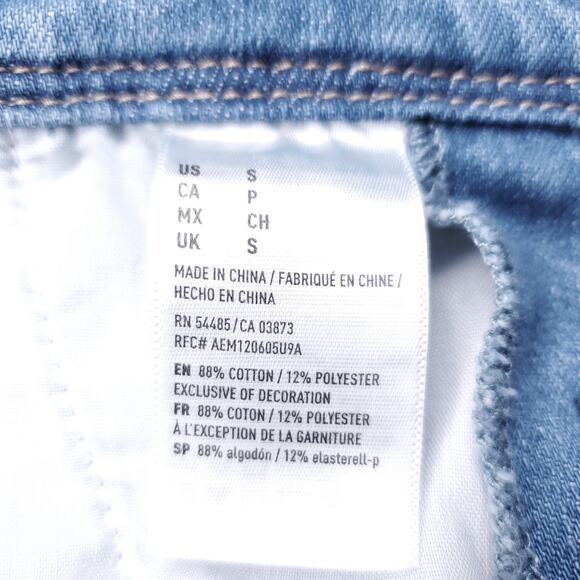 US S
CA P
MX CH
UK S
MADE IN CHINA / FABRIQUÉ EN CHINE /
HECHO EN CHINA
RN 54485/CA 03873
RFC# AEM120605U9A
EN 88% COTTON / 12% POLYESTER
EXCLUSIVE OF DECORATION
FR 88% COTON / 12% POLYESTER
À L'EXCEPTION DE LA GARNITURE
SP 88% algodón / 12% elasterell-p